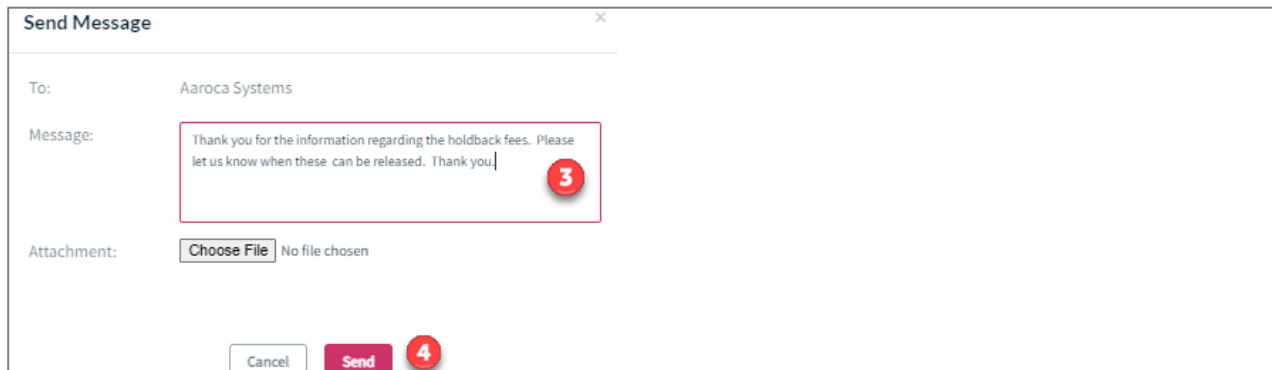 Send Message
×
To: Aaroca Systems
Message: Thank you for the information regarding the holdback fees. Please
let us know when these can be released. Thank you.
3
Attachment: Choose File No file chosen
Cancel Send 4